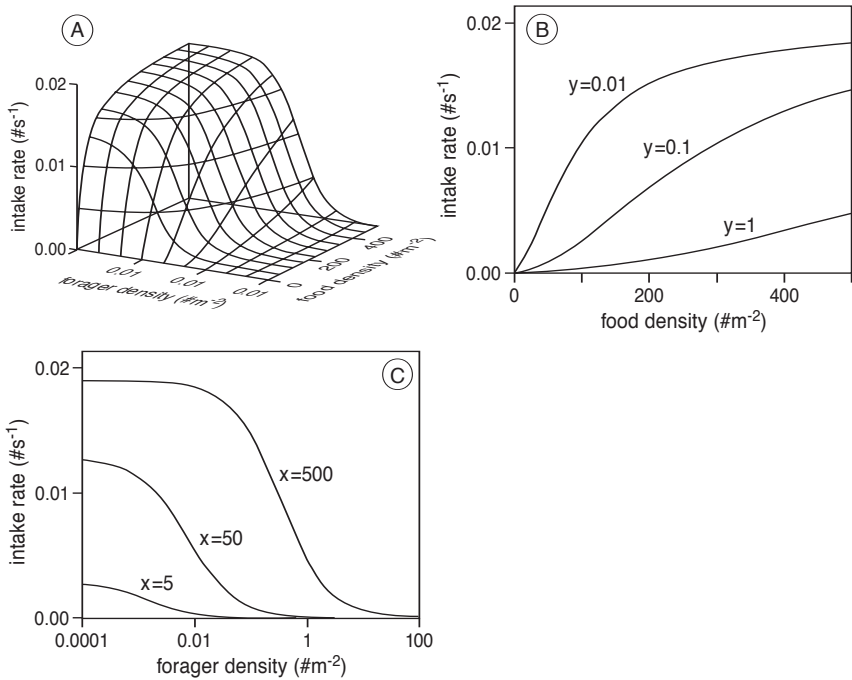 A
0.02
0.01
0.00
intake rate (#s-1)
0.01
0.01
0.01
forager density (#m-2)
0
200
400
food density (#m-2)
B
0.02
0.01
0.00
intake rate (#s-1)
y=0.01
y=0.1
y=1
0
200
400
food density (#m-2)
C
0.02
0.01
0.00
intake rate (#s-1)
x=500
x=50
x=5
0.0001
0.01
1
100
forager density (#m-2)